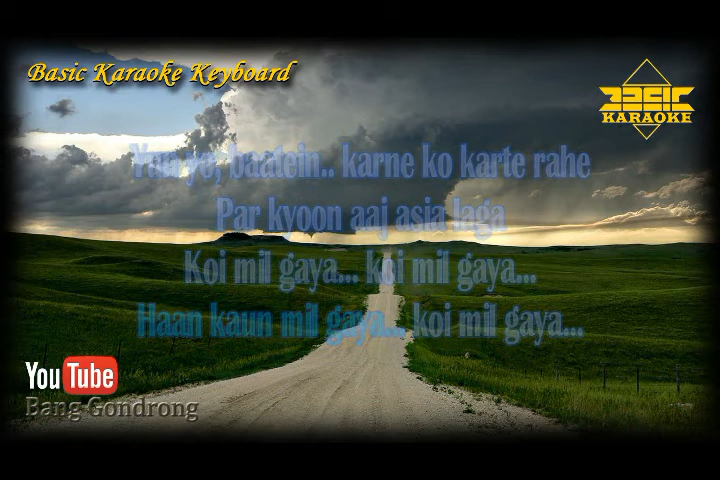 Basic Karaoke Keyboard
BASIC
KARAOKE
Yun to, baatein.. karne ko karte rahe
Par kyoon aaj asia laga
Koi mil gaya... koi mil gaya...
Haan kaun mil gaya... koi mil gaya...
YouTube
Bang Gondrong